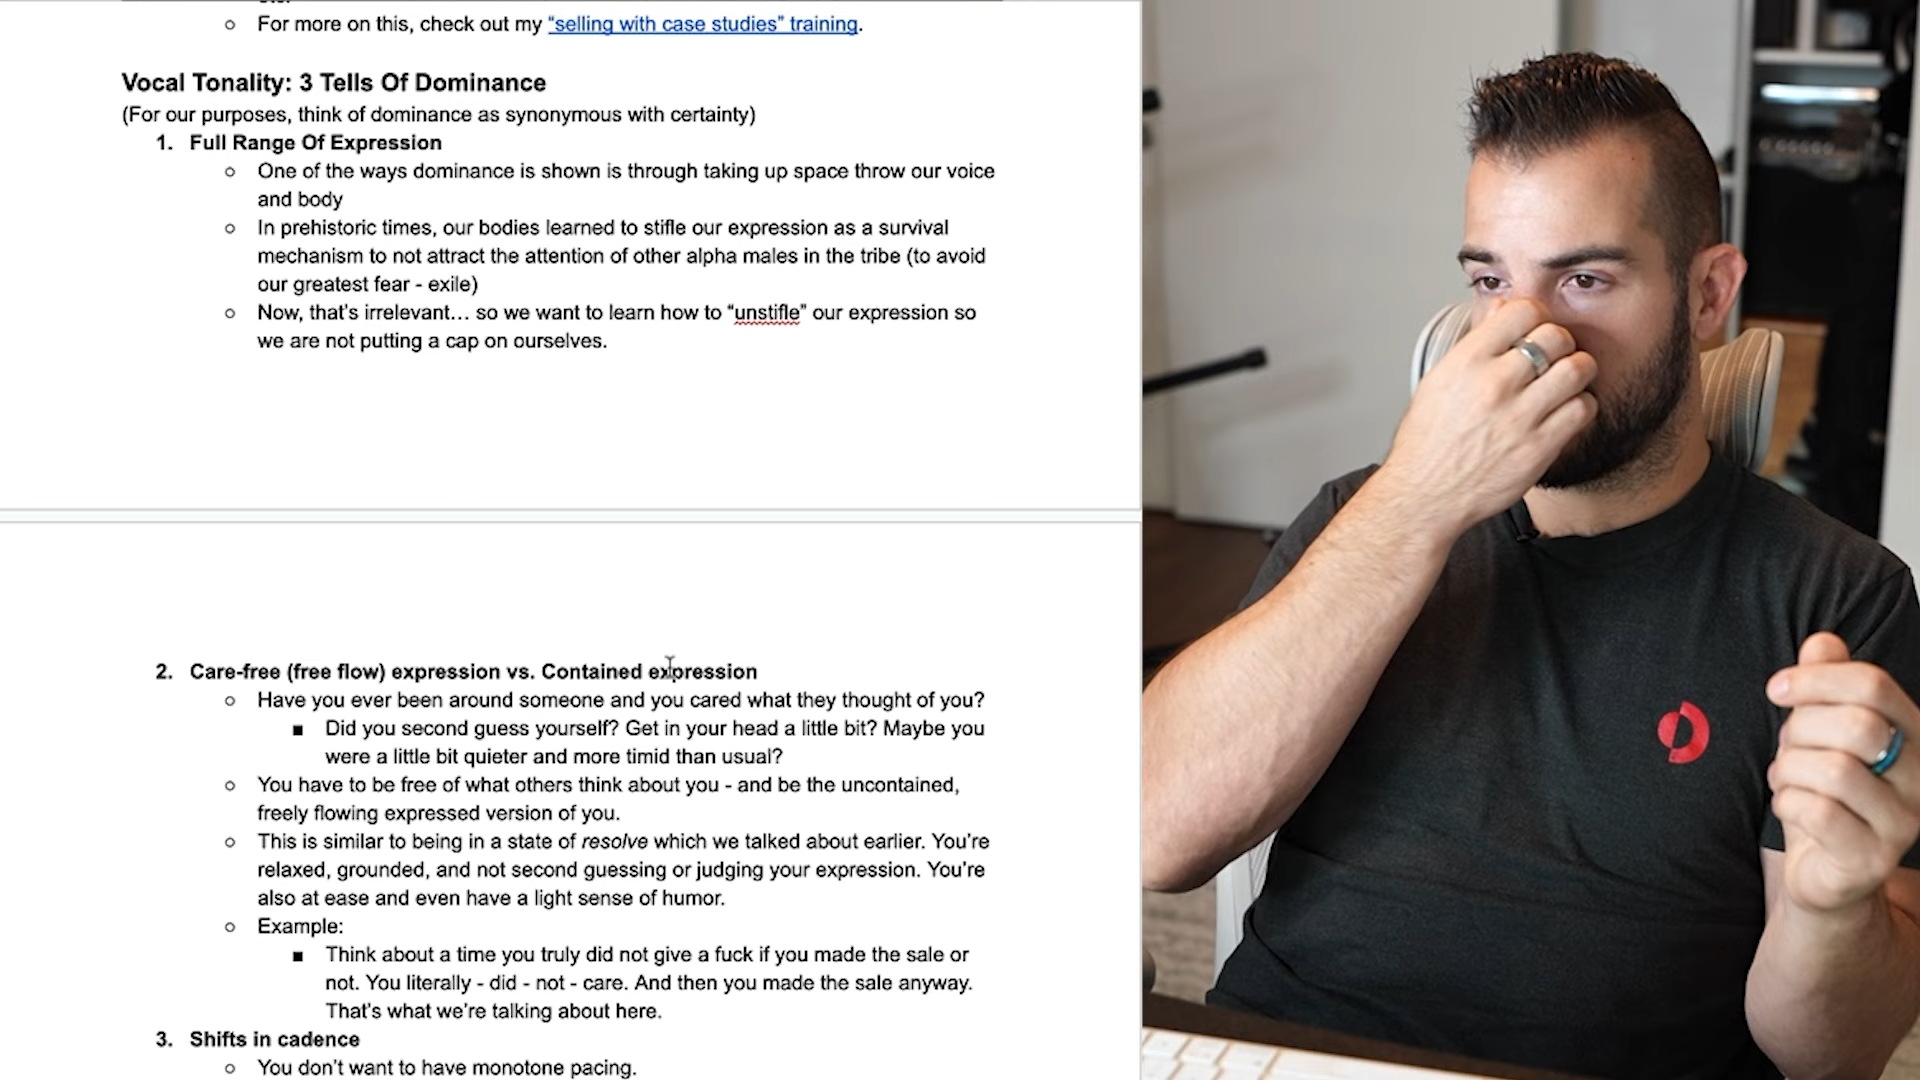 For more on this, check out my “selling with case studies” training.
Vocal Tonality: 3 Tells Of Dominance
(For our purposes, think of dominance as synonymous with certainty)
1. Full Range Of Expression
One of the ways dominance is shown is through taking up space throw our voice
and body
In prehistoric times, our bodies learned to stifle our expression as a survival
mechanism to not attract the attention of other alpha males in the tribe (to avoid
our greatest fear - exile)
Now, that’s irrelevant… so we want to learn how to “unstifle” our expression so
we are not putting a cap on ourselves.
2. Care-free (free flow) expression vs. Contained expression
Have you ever been around someone and you cared what they thought of you?
Did you second guess yourself? Get in your head a little bit? Maybe you
were a little bit quieter and more timid than usual?
You have to be free of what others think about you - and be the uncontained,
freely flowing expressed version of you.
This is similar to being in a state of resolve which we talked about earlier. You’re
relaxed, grounded, and not second guessing or judging your expression. You’re
also at ease and even have a light sense of humor.
Example:
Think about a time you truly did not give a fuck if you made the sale or
not. You literally - did - not - care. And then you made the sale anyway.
That’s what we’re talking about here.
3. Shifts in cadence
You don’t want to have monotone pacing.